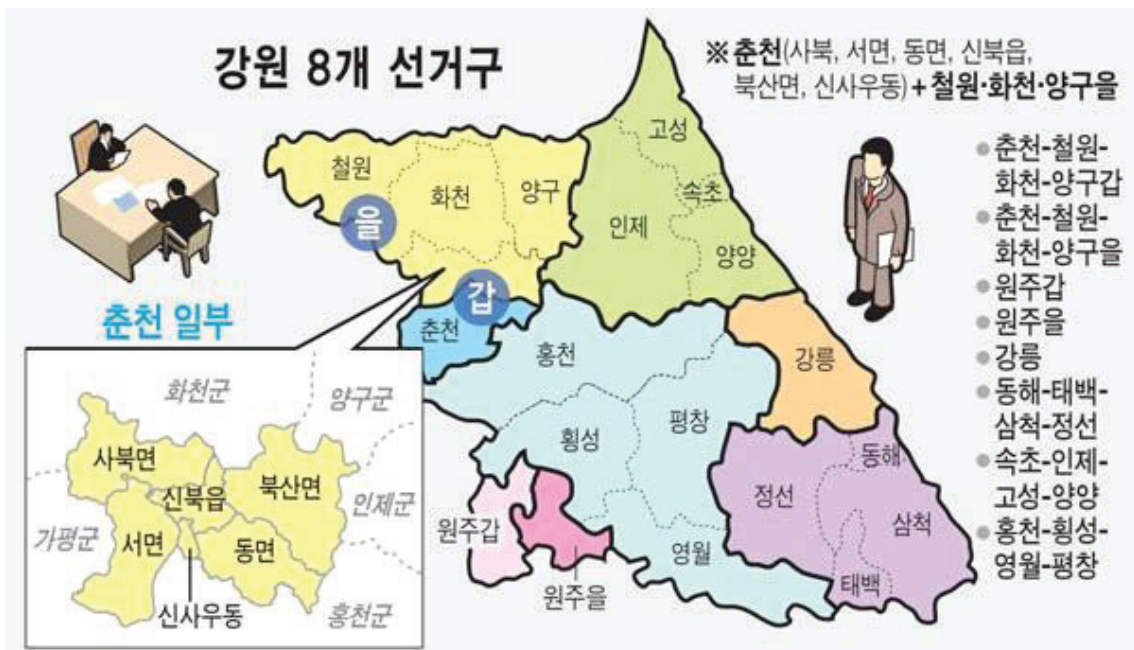 강원 8개 선거구
※춘천(사북, 서면, 동면, 신북읍,
북산면, 신사우동)+철원·화천·양구을
고성
철원
화천
양구
속초
인제
을
양양
갑
춘천 일부
춘천
홍천
강릉
화천군
양구군
평창
횡성
동해
사북면
신북읍
북산면
인제군
정선
가평군
서면
동면
원주갑
영월
삼척
신사우동
홍천군
원주을
태백
춘천-철원-
화천-양구갑
춘천-철원-
화천-양구을
원주갑
원주을
강릉
동해-태백-
삼척-정선
속초-인제-
고성-양양
홍천-횡성-
영월-평창